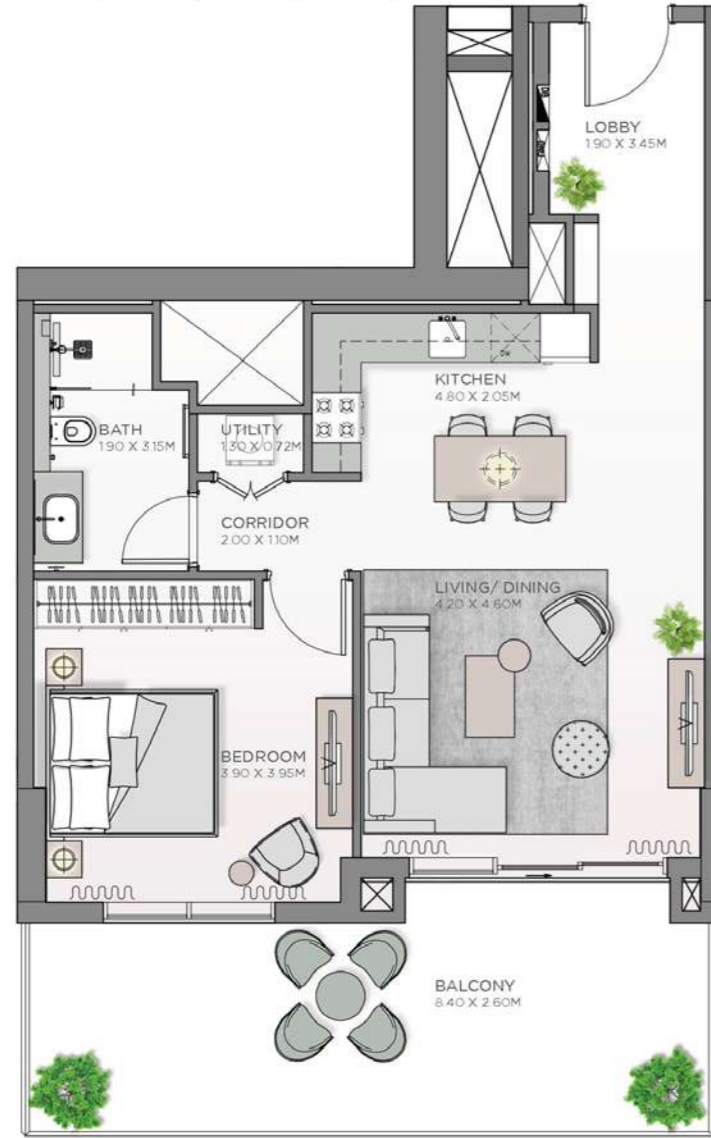 DB
LOBBY
1.90 X 3.45M
KITCHEN
4.80 X 2.05M
DW
BATH
1.90 X 3.15M
UTILITY
1.30 X 0.72M
CORRIDOR
2.00 X 1.10M
LIVING/ DINING
4.20 X 4.60M
BEDROOM
3.90 X 3.95M
BALCONY
8.40 X 2.60M